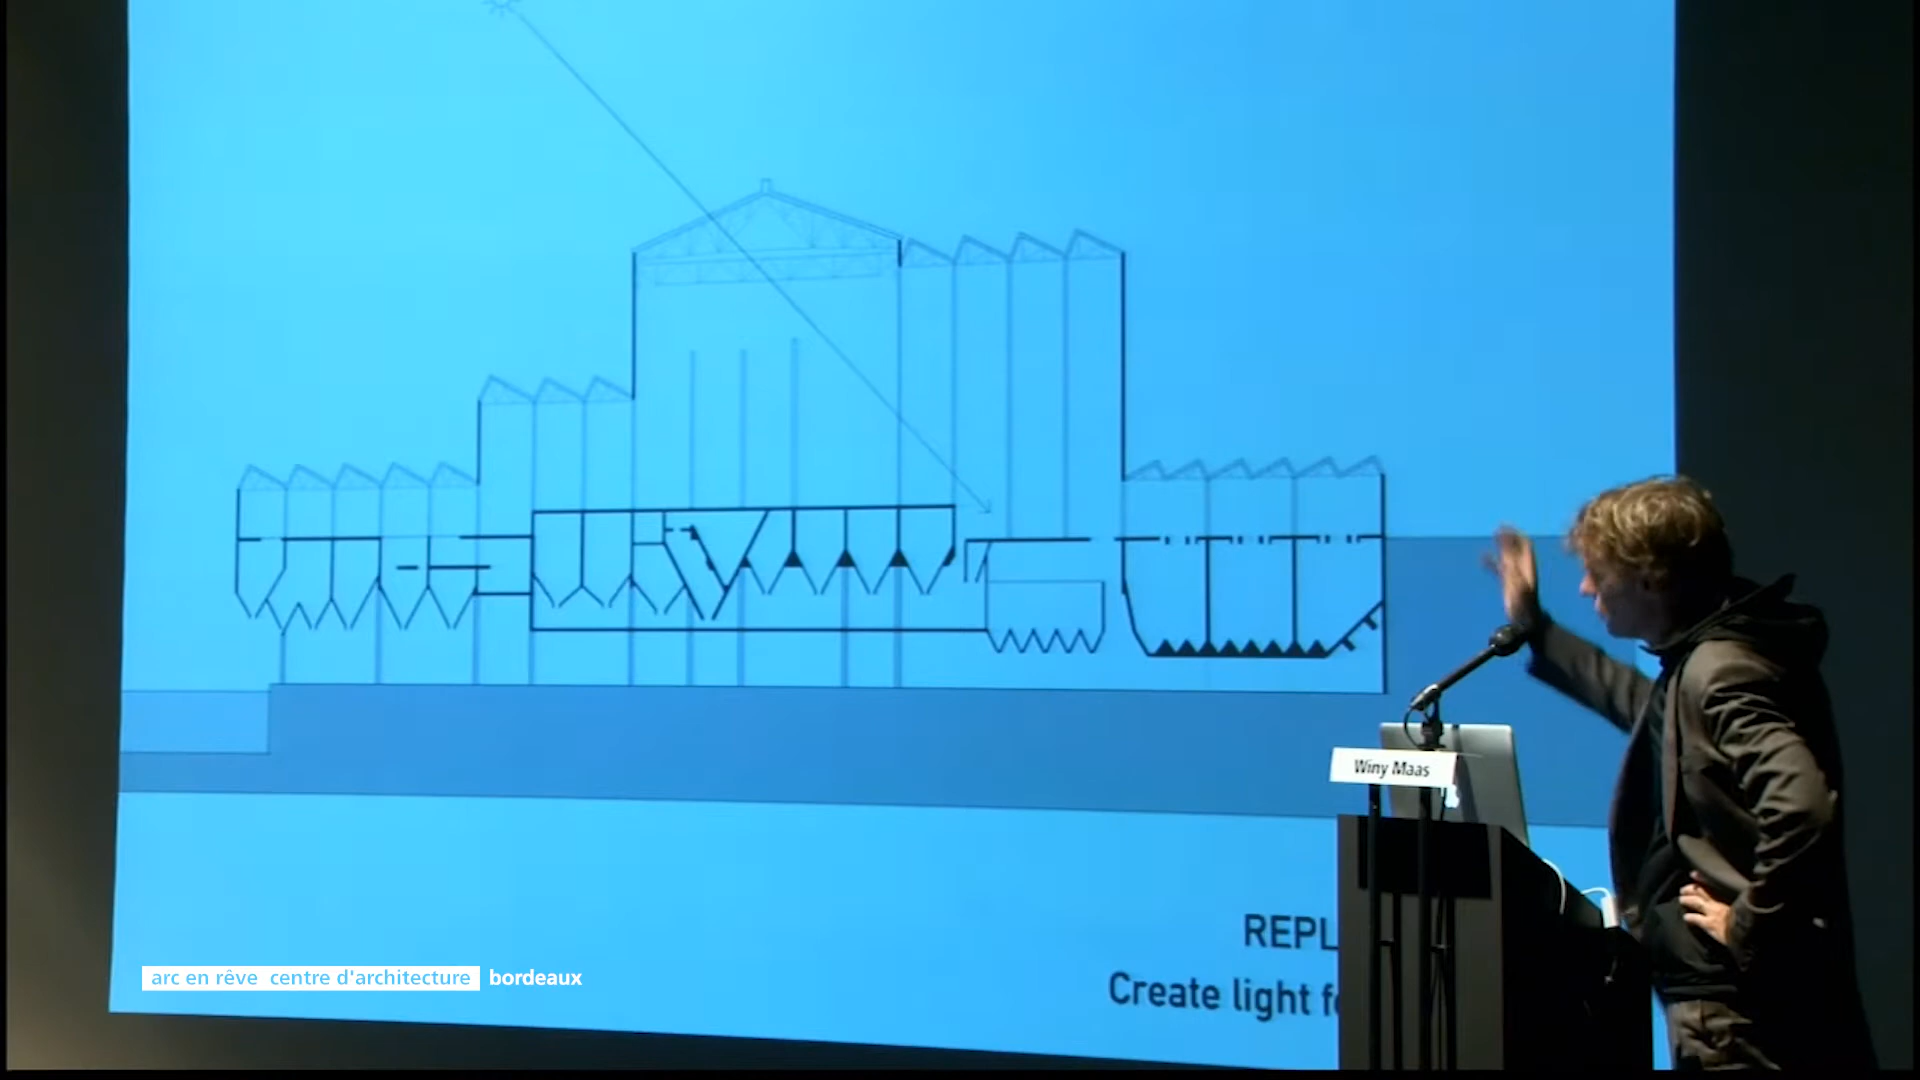 Winy Maas
REPL
Create light f
arc en rêve centre d'architecture bordeaux